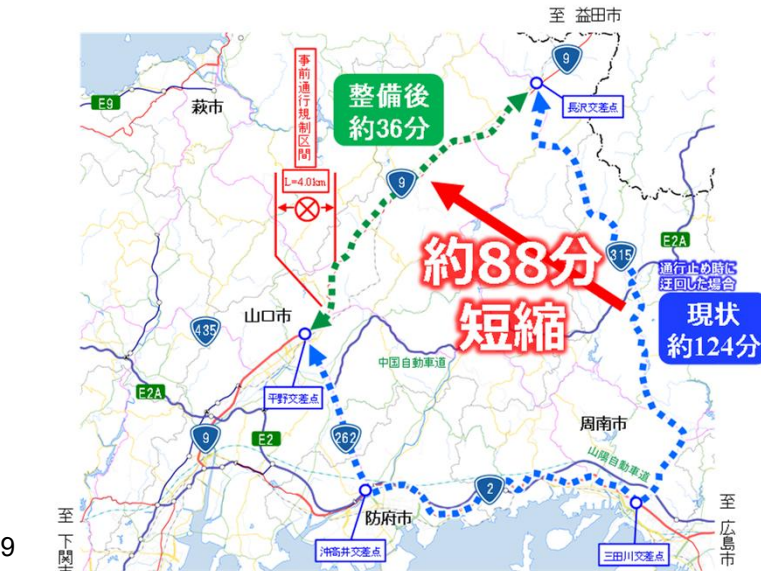 至 益田市
9
E9
萩市
事前通行規制区間
整備後
約36分
長沢交差点
L=4.01km
9
E2A
約88分
短縮
315
通行止め時に
迂回した場合
現状
約124分
山口市
435
中国自動車道
平野交差点
E2A
周南市
9
E2
262
山陽自動車道
2
防府市
至 下関市
沖高井交差点
三田川交差点
至 広島市
9